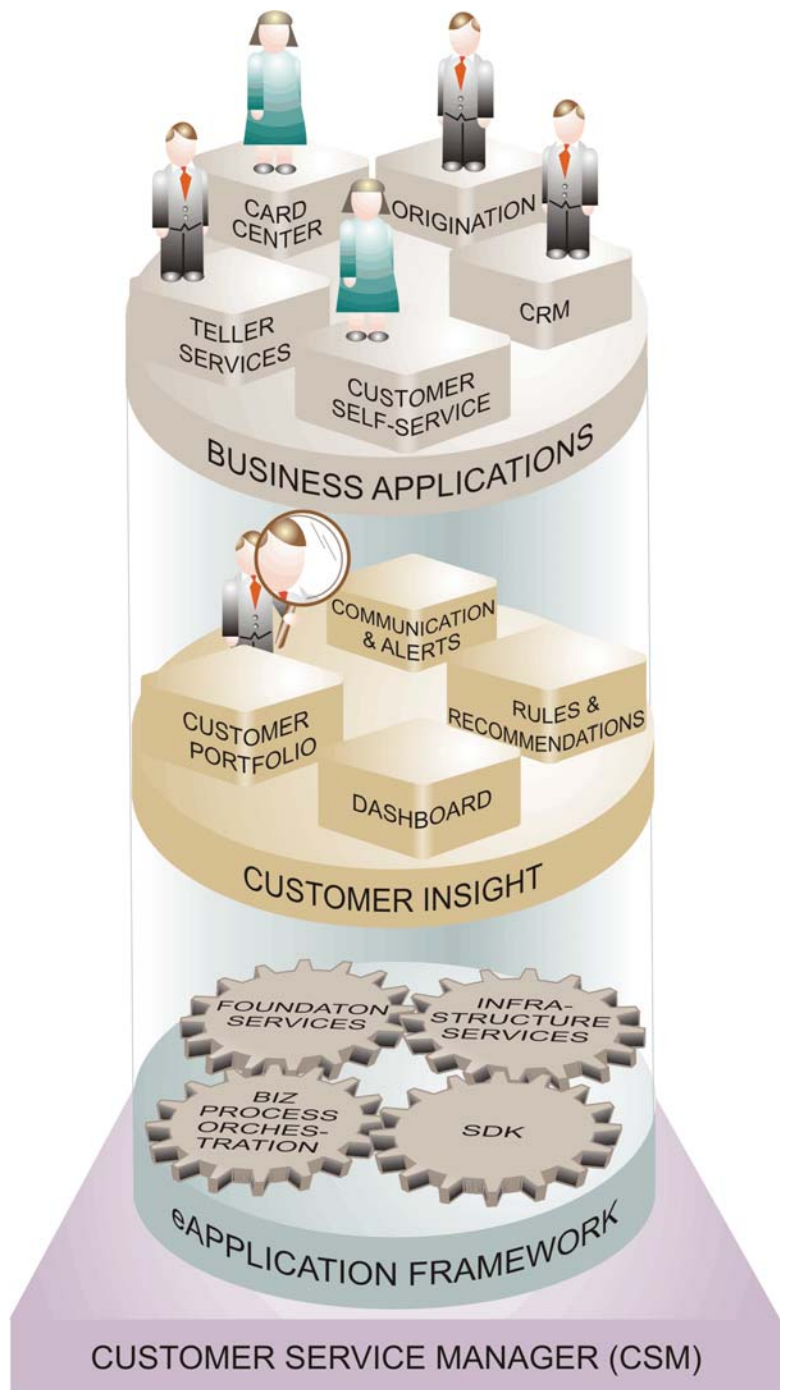 CARD
CENTER
ORIGINATION
TELLER
SERVICES
CRM
CUSTOMER
SELF-SERVICE
BUSINESS APPLICATIONS
COMMUNICATION
& ALERTS
CUSTOMER
PORTFOLIO
RULES &
RECOMMENDATIONS
DASHBOARD
CUSTOMER INSIGHT
FOUNDATON
SERVICES
INFRA-
STRUCTURE
SERVICES
BIZ
PROCESS
ORCHES-
TRATION
SDK
eAPPLICATION FRAMEWORK
CUSTOMER SERVICE MANAGER (CSM)